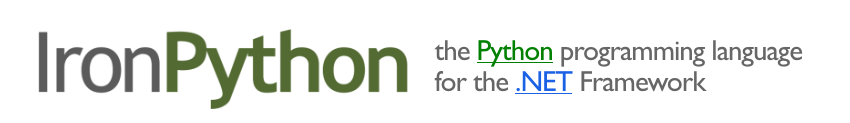 IronPython
the Python programming language
for the .NET Framework